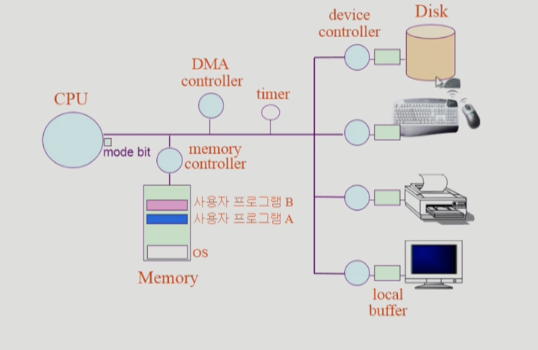 device
controller
Disk
DMA
controller
timer
CPU
mode bit
memory
controller
사용자 프로그램 B
사용자 프로그램 A
OS
Memory
local
buffer